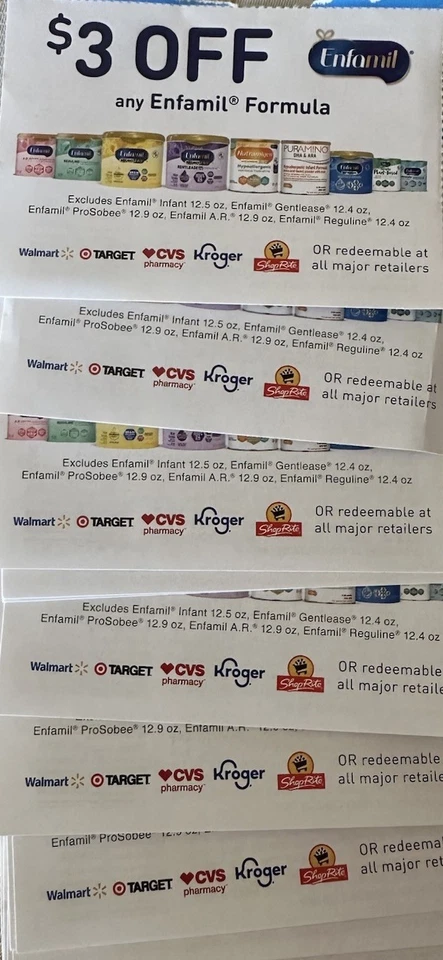 $3 OFF Enfamil®
any Enfamil® Formula
Enfamil Enfamil Nutramigen PURAMINO
DHA & ARA
Excludes Enfamil® Infant 12.5 oz, Enfamil® Gentlease® 12.4 oz,
Enfamil® ProSobee® 12.9 oz, Enfamil A.R.® 12.9 oz, Enfamil® Reguline® 12.4 oz
Walmart TARGET CVS pharmacy® Kroger ShopRite OR redeemable at
all major retailers
Excludes Enfamil® Infant 12.5 oz, Enfamil® Gentlease® 12.4 oz,
Enfamil® ProSobee® 12.9 oz, Enfamil A.R.® 12.9 oz, Enfamil® Reguline® 12.4 oz
Walmart TARGET CVS pharmacy® Kroger ShopRite OR redeemable at
all major retailers
Excludes Enfamil® Infant 12.5 oz, Enfamil® Gentlease® 12.4 oz,
Enfamil® ProSobee® 12.9 oz, Enfamil A.R.® 12.9 oz, Enfamil® Reguline® 12.4 oz
Walmart TARGET CVS pharmacy® Kroger ShopRite OR redeemable at
all major retailers
Excludes Enfamil® Infant 12.5 oz, Enfamil® Gentlease® 12.4 oz,
Enfamil® ProSobee® 12.9 oz, Enfamil A.R.® 12.9 oz, Enfamil® Reguline® 12.4 oz
Walmart TARGET CVS pharmacy® Kroger ShopRite OR redeemable
all major retaile
Enfamil® ProSobee® 12.9 oz, Enfamil A.R.®
Walmart TARGET CVS pharmacy® Kroger ShopRite OR redeemable
all major retaile
Enfamil® ProSobee®
Walmart TARGET CVS pharmacy® Kroger ShopRite OR redeema
all major ret